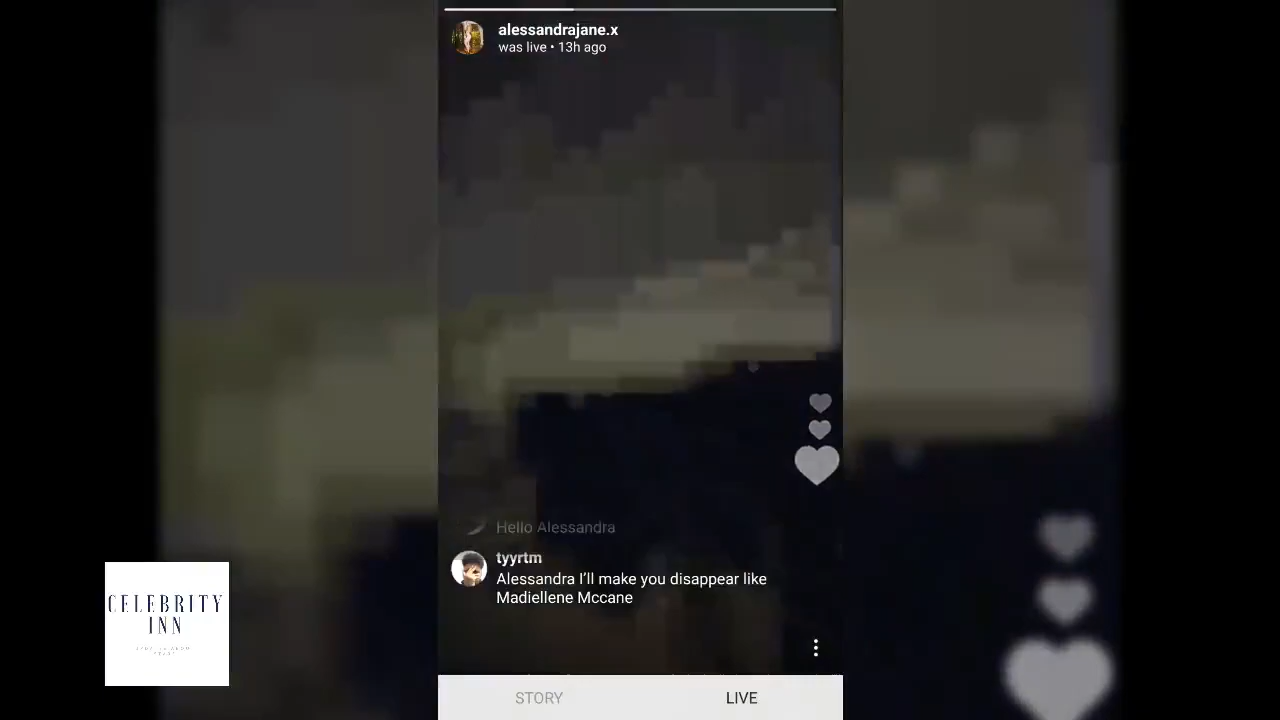 alessandrajane.x
was live • 13h ago
Hello Alessandra
tyyrtm
Alessandra I'll make you disappear like
Madiellene Mccane
STORY
LIVE
CELEBRITY
INN